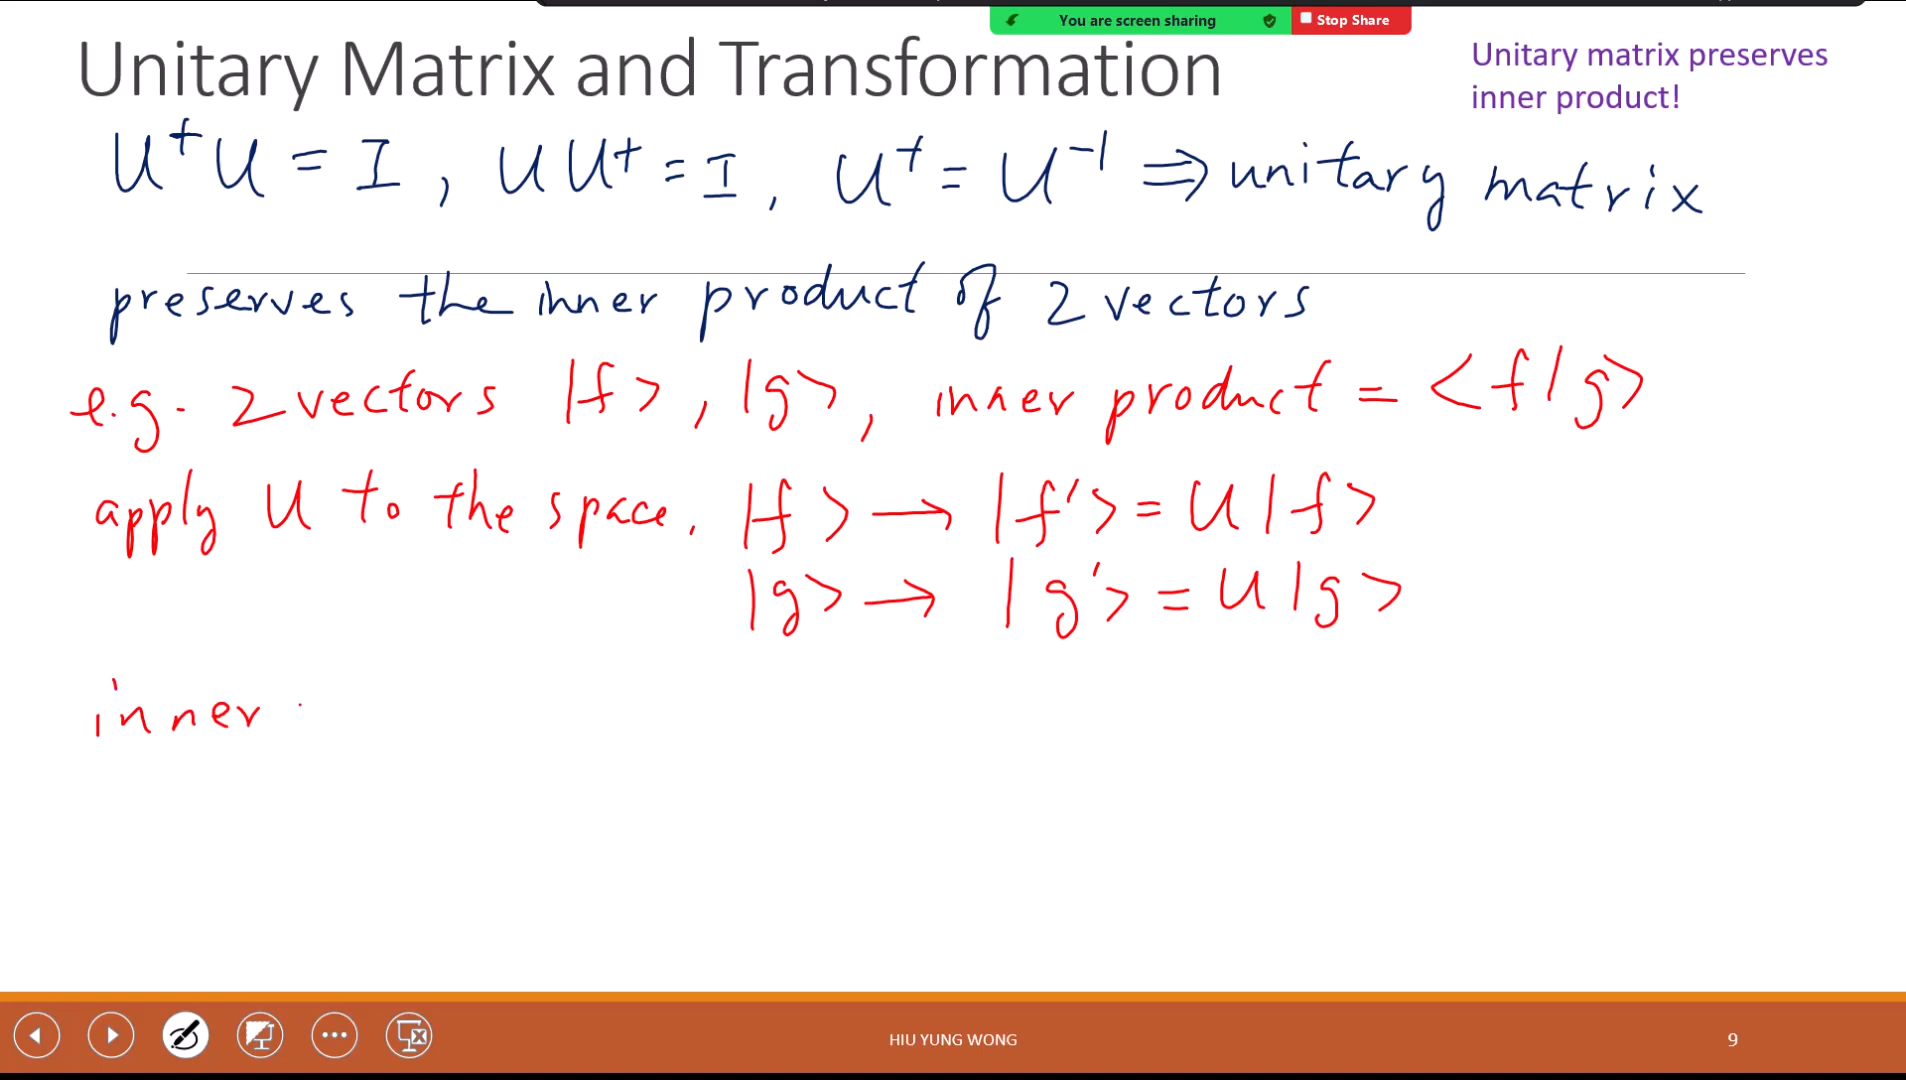 You are screen sharing Stop Share
Unitary Matrix and Transformation
Unitary matrix preserves
inner product!
U†U = I, UU† = I, U† = U⁻¹ ⇒ unitary matrix
preserves the inner product of 2 vectors
e.g. 2 vectors |f>, |g>, inner product = <f|g>
apply U to the space. |f> → |f'> = U|f>
|g> → |g'> = U|g>
inner
HIU YUNG WONG
9